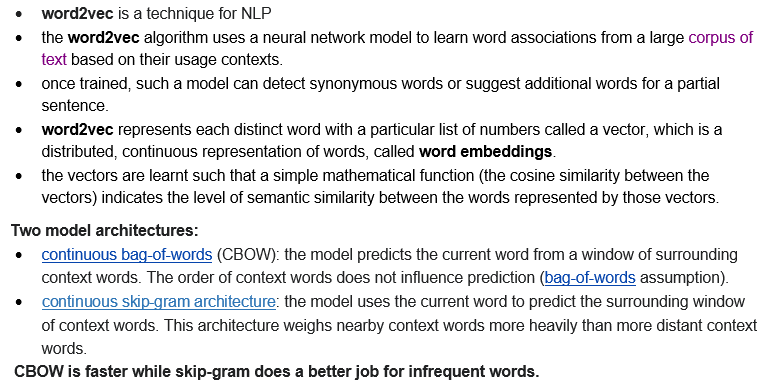 • word2vec is a technique for NLP
• the word2vec algorithm uses a neural network model to learn word associations from a large corpus of
text based on their usage contexts.
• once trained, such a model can detect synonymous words or suggest additional words for a partial
sentence.
• word2vec represents each distinct word with a particular list of numbers called a vector, which is a
distributed, continuous representation of words, called word embeddings.
• the vectors are learnt such that a simple mathematical function (the cosine similarity between the
vectors) indicates the level of semantic similarity between the words represented by those vectors.
Two model architectures:
• continuous bag-of-words (CBOW): the model predicts the current word from a window of surrounding
context words. The order of context words does not influence prediction (bag-of-words assumption).
• continuous skip-gram architecture: the model uses the current word to predict the surrounding window
of context words. This architecture weighs nearby context words more heavily than more distant context
words.
CBOW is faster while skip-gram does a better job for infrequent words.